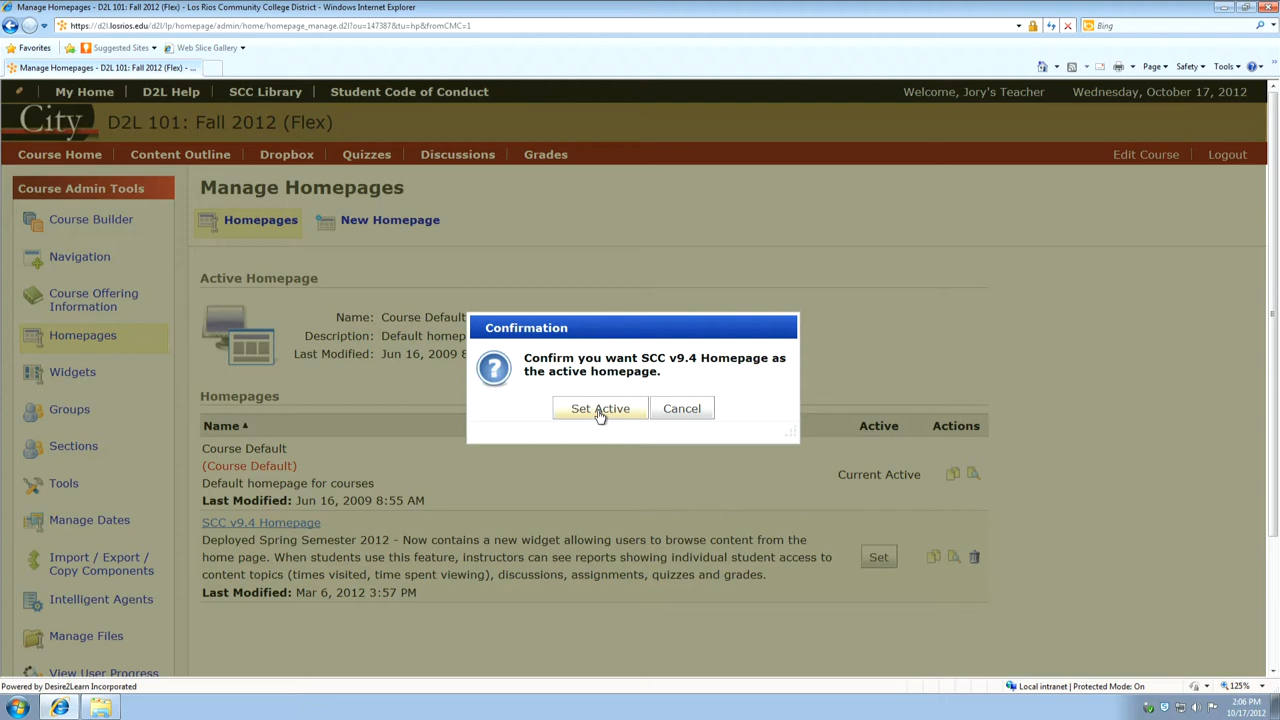 Manage Homepages - D2L 101: Fall 2012 (Flex) - Los Rios Community College District - Windows Internet Explorer
https://d2l.losrios.edu/d2l/lp/homepage/admin/home/homepage_manage.d2l?ou=147387&tu=hp&fromCMC=1
Bing
Favorites
Suggested Sites
Web Slice Gallery
Manage Homepages - D2L 101: Fall 2012 (Flex) - ...
Page
Safety
Tools
My Home
D2L Help
SCC Library
Student Code of Conduct
Welcome, Jory's Teacher
Wednesday, October 17, 2012
City
D2L 101: Fall 2012 (Flex)
Course Home
Content Outline
Dropbox
Quizzes
Discussions
Grades
Edit Course
Logout
Course Admin Tools
Course Builder
Navigation
Course Offering
Information
Homepages
Widgets
Groups
Sections
Tools
Manage Dates
Import / Export /
Copy Components
Intelligent Agents
Manage Files
View User Progress
Manage Homepages
Homepages
New Homepage
Active Homepage
Name: Course Default
Description: Default homep
Last Modified: Jun 16, 2009 8
Confirmation
Confirm you want SCC v9.4 Homepage as
the active homepage.
Set Active
Cancel
Homepages
Name
Active
Actions
Course Default
(Course Default)
Default homepage for courses
Last Modified: Jun 16, 2009 8:55 AM
Current Active
SCC v9.4 Homepage
Deployed Spring Semester 2012 - Now contains a new widget allowing users to browse content from the
home page. When students use this feature, instructors can see reports showing individual student access to
content topics (times visited, time spent viewing), discussions, assignments, quizzes and grades.
Last Modified: Mar 6, 2012 3:57 PM
Set
Powered by Desire2Learn Incorporated
Local intranet | Protected Mode: On
125%
2:06 PM
10/17/2012